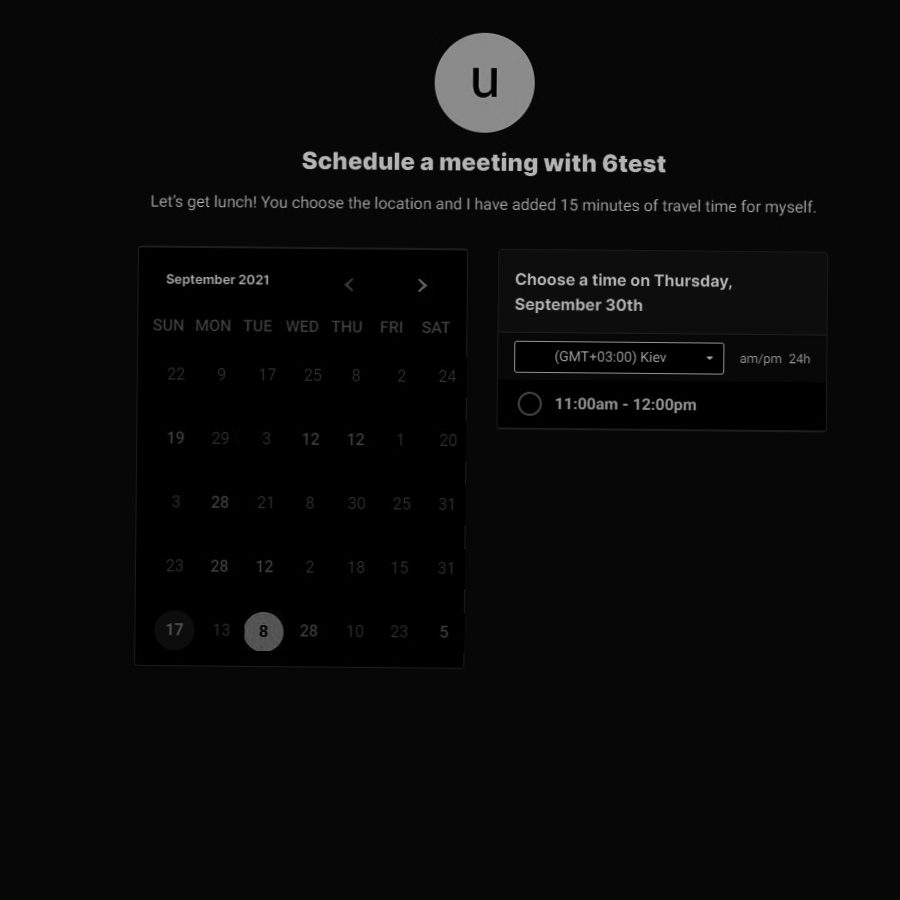 u
Schedule a meeting with 6test
Let's get lunch! You choose the location and I have added 15 minutes of travel time for myself.
September 2021
SUN MON TUE WED THU FRI SAT
22 9 17 25 8 2 24
19 29 3 12 12 1 20
3 28 21 8 30 25 31
23 28 12 2 18 15 31
17 13 8 28 10 23 5
Choose a time on Thursday,
September 30th
(GMT+03:00) Kiev am/pm 24h
11:00am - 12:00pm